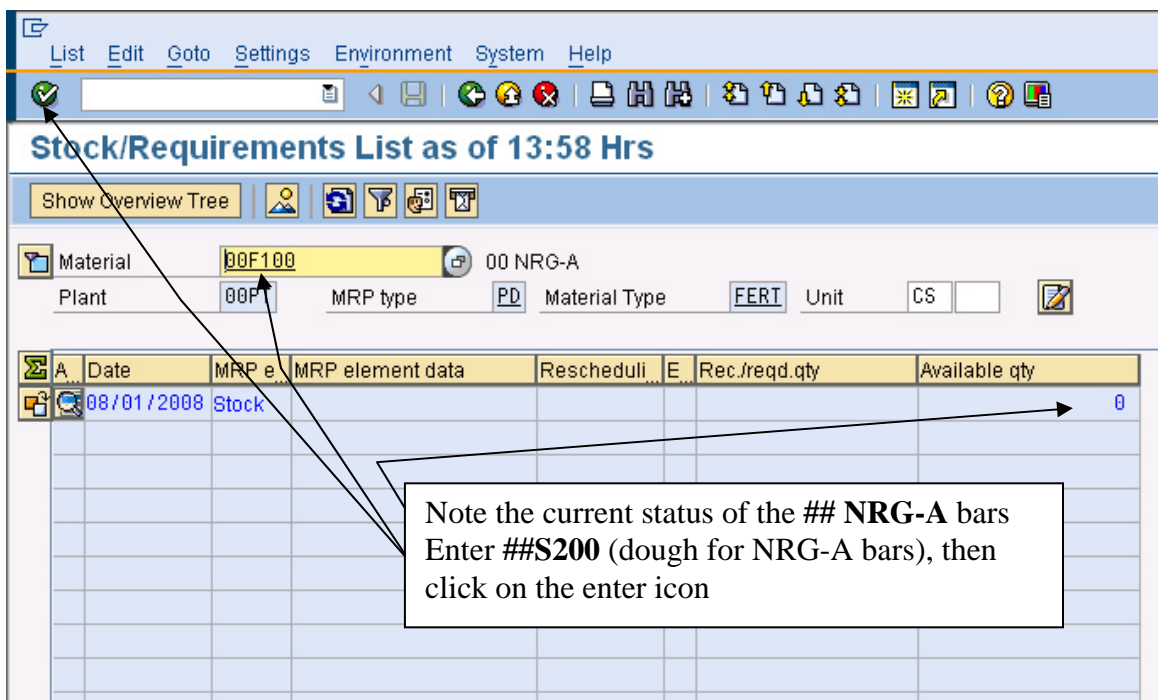 List Edit Goto Settings Environment System Help
Stock/Requirements List as of 13:58 Hrs
Show Overview Tree
Material 00F100 00 NRG-A
Plant 00P1 MRP type PD Material Type FERT Unit CS
A... Date MRP e... MRP element data Rescheduli... E... Rec./reqd.qty Available qty
08/01/2008 Stock 0
Note the current status of the ## NRG-A bars
Enter ##S200 (dough for NRG-A bars), then
click on the enter icon